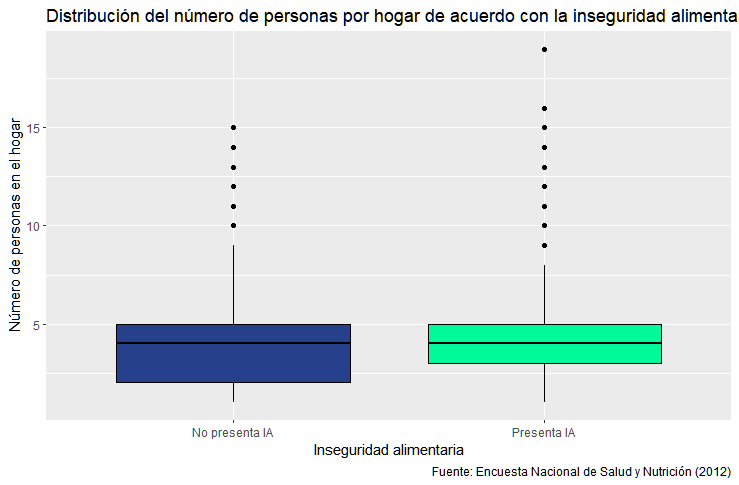 Distribución del número de personas por hogar de acuerdo con la inseguridad alimenta
Número de personas en el hogar
15
10
5
No presenta IA
Presenta IA
Inseguridad alimentaria
Fuente: Encuesta Nacional de Salud y Nutrición (2012)